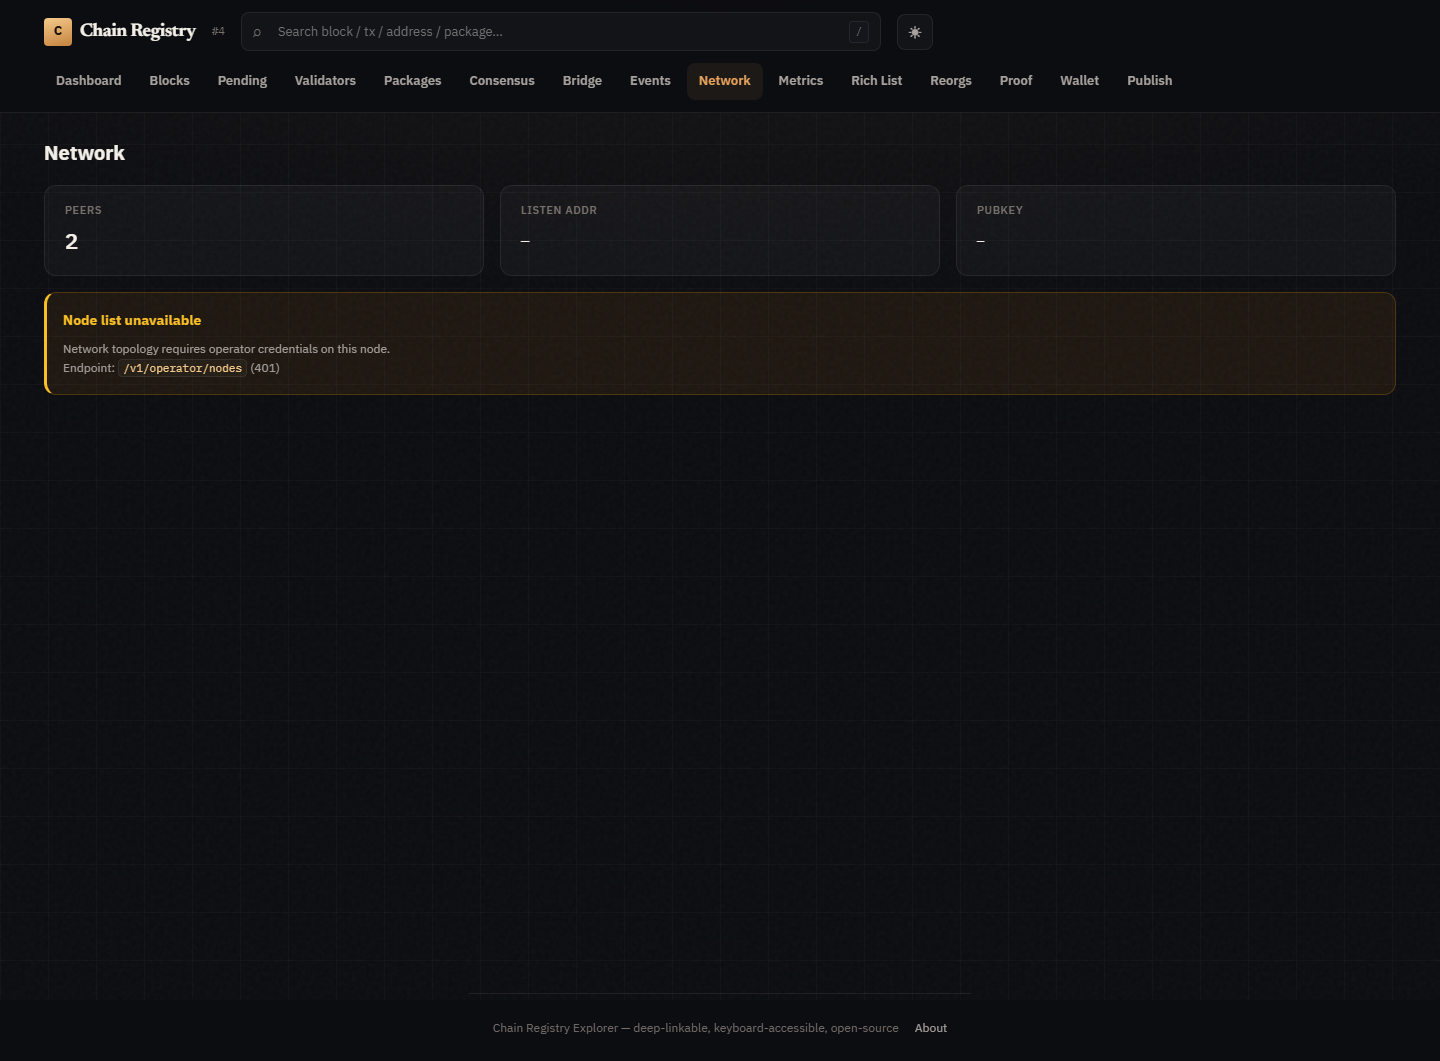 C Chain Registry #4 Search block / tx / address / package... /
Dashboard Blocks Pending Validators Packages Consensus Bridge Events Network Metrics Rich List Reorgs Proof Wallet Publish
Network
PEERS LISTEN ADDR PUBKEY
2 – –
Node list unavailable
Network topology requires operator credentials on this node.
Endpoint: /v1/operator/nodes (401)
Chain Registry Explorer — deep-linkable, keyboard-accessible, open-source About